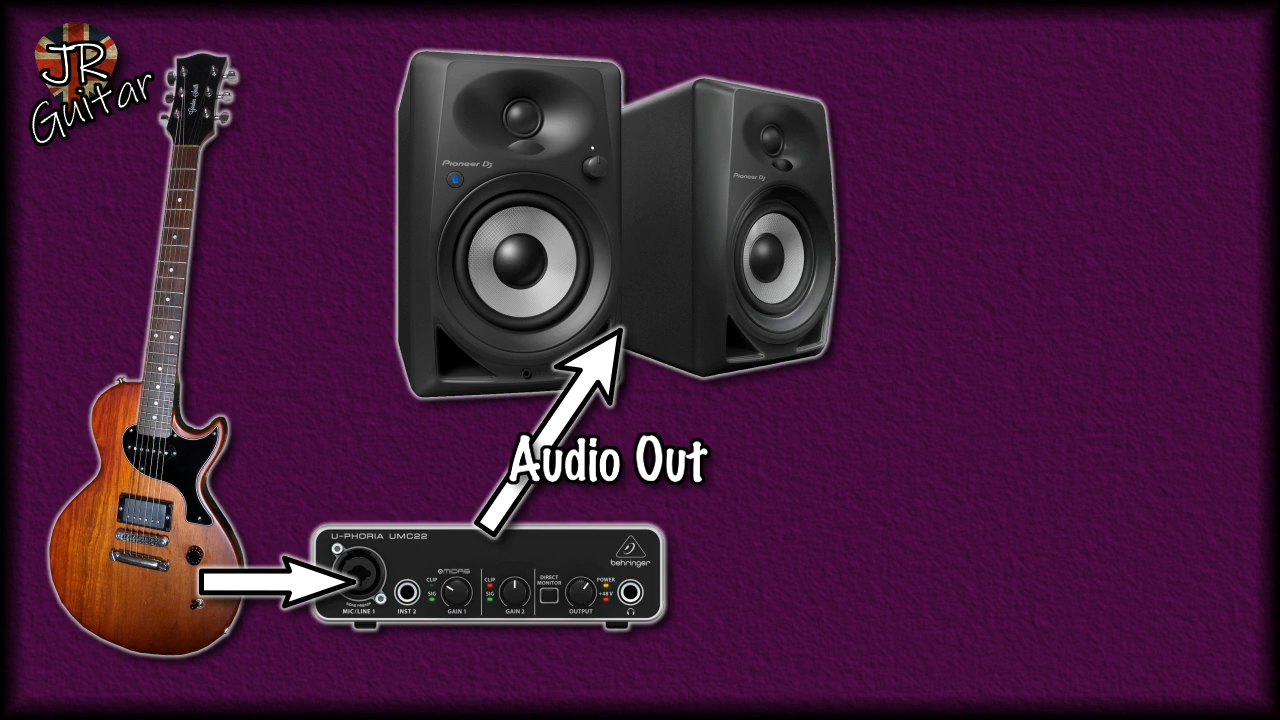 JR
Guitar
Pioneer Dj
Pioneer Dj
Audio Out
U-PHORIA UMC22
behringer
MIDAS
CLIP
SIG
CLIP
SIG
DIRECT
MONITOR
POWER
+48 V
MIC/LINE 1
INST 2
GAIN 1
GAIN 2
OUTPUT